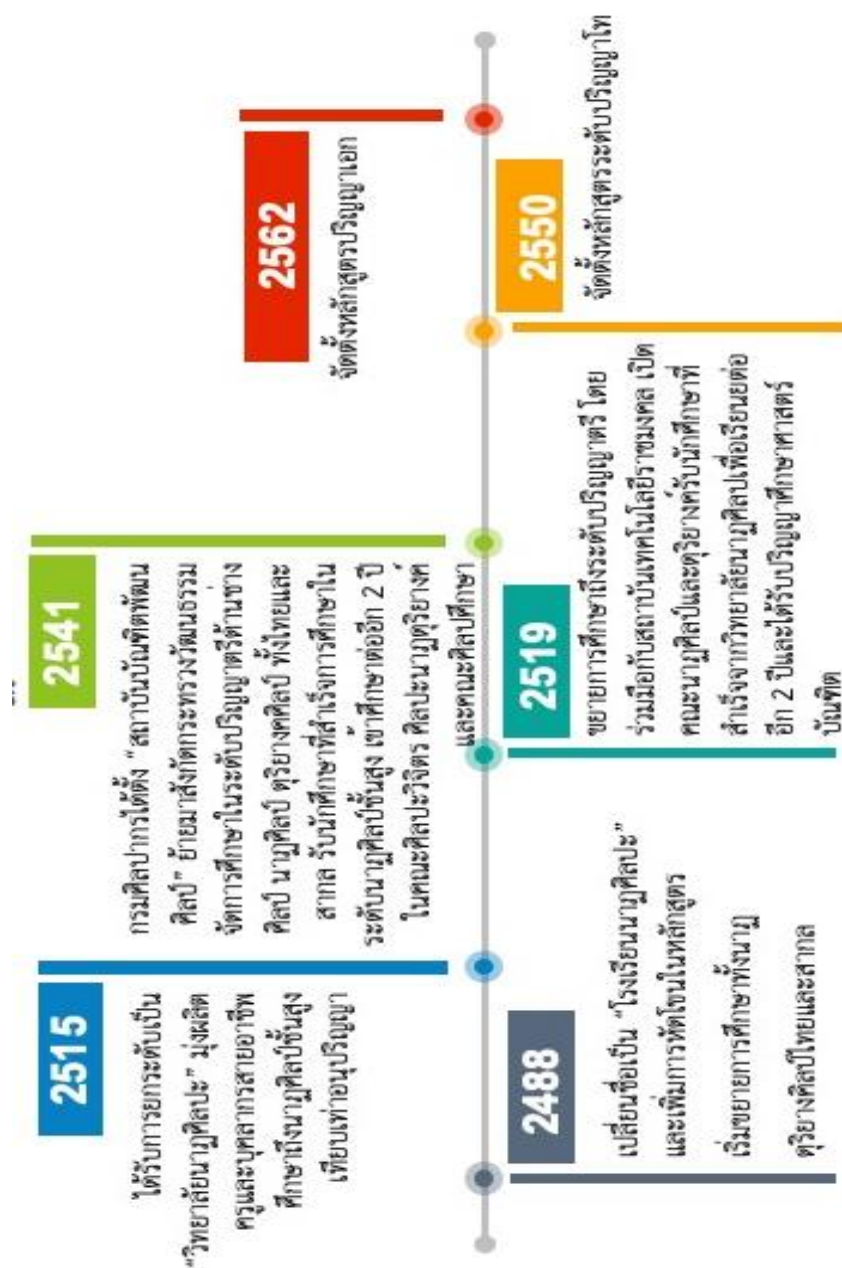 2488
เปลี่ยนชื่อเป็น “โรงเรียนนาฏศิลปะ”
และเพิ่มการหัดโขนในหลักสูตร
เริ่มขยายการศึกษาทั้งนาฏ
ดุริยางศิลป์ไทยและสากล
2515
ได้รับการยกระดับเป็น
“วิทยาลัยนาฏศิลปะ” มุ่งผลิต
ครูและบุคลากรสายอาชีพ
ศึกษาถึงนาฏศิลป์ชั้นสูง
เทียบเท่าอนุปริญญา
2519
ขยายการศึกษาถึงระดับปริญญาตรี โดย
ร่วมมือกับสถาบันเทคโนโลยีราชมงคล เปิด
คณะนาฏศิลป์และดุริยางค์รับนักศึกษาที่
สำเร็จจากวิทยาลัยนาฏศิลปเพื่อเรียนยต่อ
อีก 2 ปีและได้รับปริญญาศึกษาศาสตร์
บัณฑิต
2541
กรมศิลปากรได้ตั้ง “สถาบันบัณฑิตพัฒน
ศิลป์” ย้ายมาสังกัดกระทรวงวัฒนธรรม
จัดการศึกษาในระดับปริญญาตรีด้านช่าง
ศิลป์ นาฏศิลป์ ดุริยางคศิลป์ ทั้งไทยและ
สากล รับนักศึกษาที่สำเร็จการศึกษาใน
ระดับนาฏศิลป์ชั้นสูง เข้าศึกษาต่ออีก 2 ปี
ในคณะศิลปะวิจิตร ศิลปะนาฏดุริยางค์
และคณะศิลปศึกษา
2550
จัดตั้งหลักสูตรระดับปริญญาโท
2562
จัดตั้งหลักสูตรปริญญาเอก